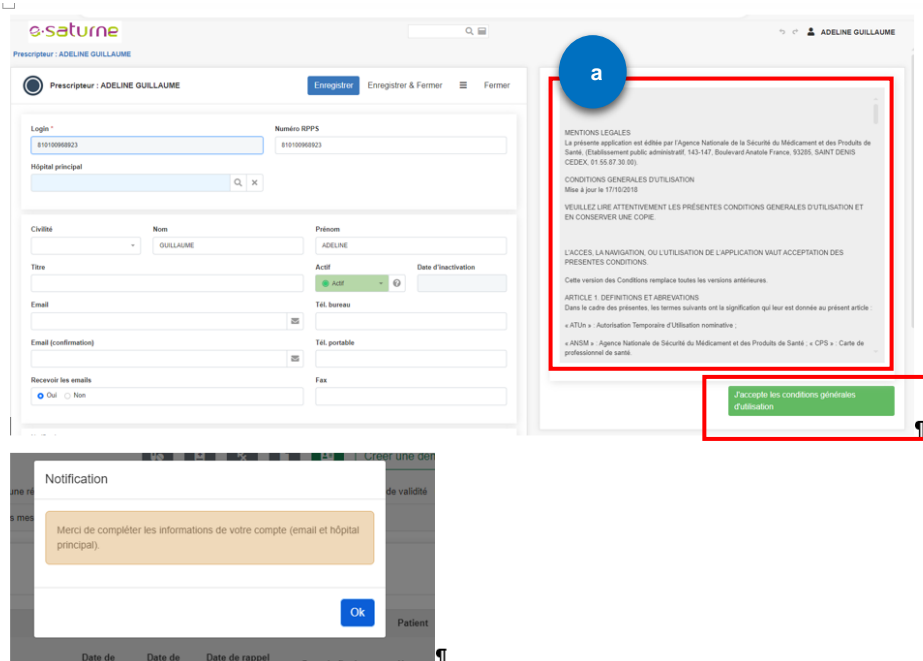 e-saturne
ADELINE GUILLAUME
Prescripteur : ADELINE GUILLAUME
Prescripteur : ADELINE GUILLAUME
Enregistrer Enregistrer & Fermer Fermer
Login * Numéro RPPS
810100968923 810100968923
Hôpital principal
Civilité Nom Prénom
GUILLAUME ADELINE
Titre Actif Date d'inactivation
Actif
Email Tél. bureau
Email (confirmation) Tél. portable
Recevoir les emails Fax
Oui Non
a
MENTIONS LEGALES
La présente application est éditée par l'Agence Nationale de la Sécurité du Médicament et des Produits de
Santé, (Etablissement public administratif, 143-147, Boulevard Anatole France, 93285, SAINT DENIS
CEDEX, 01.55.87.30.00).
CONDITIONS GENERALES D'UTILISATION
Mise à jour le 17/10/2018
VEUILLEZ LIRE ATTENTIVEMENT LES PRÉSENTES CONDITIONS GENERALES D'UTILISATION ET
EN CONSERVER UNE COPIE.
L'ACCES, LA NAVIGATION, OU L'UTILISATION DE L'APPLICATION VAUT ACCEPTATION DES
PRESENTES CONDITIONS.
Cette version des Conditions remplace toutes les versions antérieures.
ARTICLE 1. DEFINITIONS ET ABREVATIONS
Dans le cadre des présentes, les termes suivants ont la signification qui leur est donnée au présent article :
« ATUn » : Autorisation Temporaire d'Utilisation nominative ;
« ANSM » : Agence Nationale de Sécurité du Médicament et des Produits de Santé ; « CPS » : Carte de
professionnel de santé.
J'accepte les conditions générales
d'utilisation
¶
Créer une dem
Notification
une ré de validité
s mes
Merci de compléter les informations de votre compte (email et hôpital
principal).
Ok
Patient
Date de Date de Date de rappel
¶